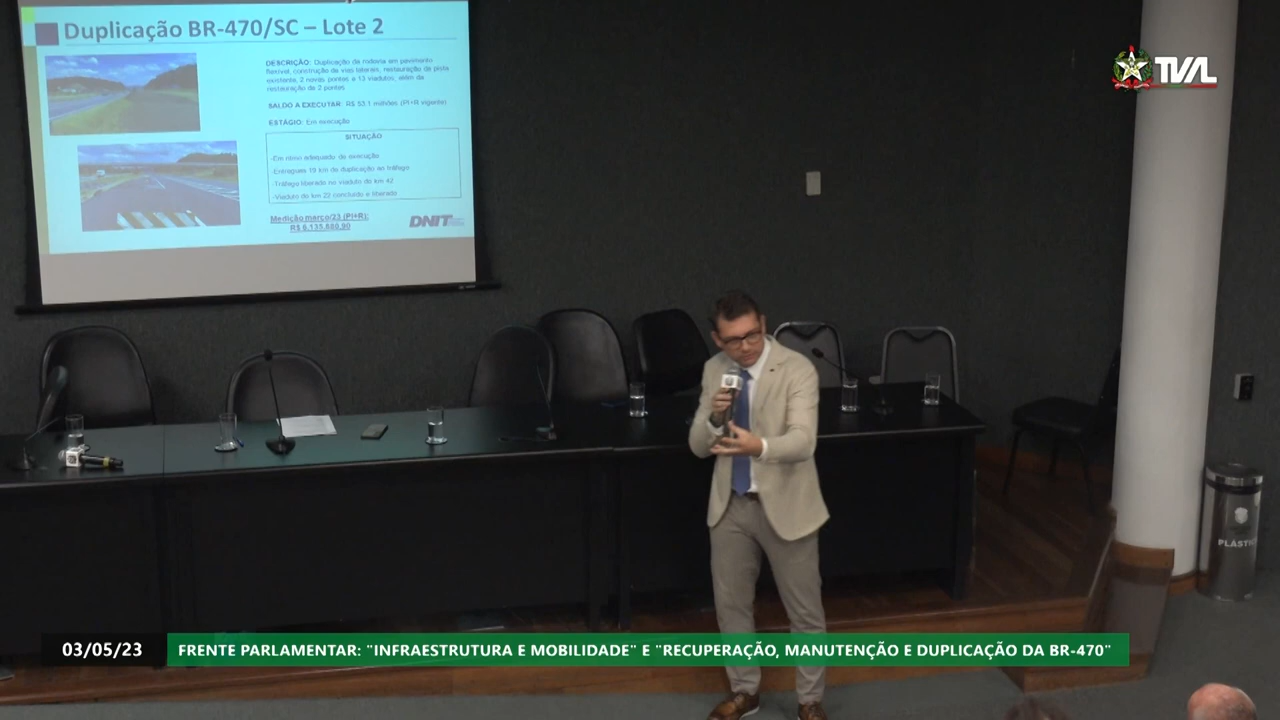 Duplicação BR-470/SC – Lote 2
DESCRIÇÃO: Duplicação de rodovia em pavimento
flexível, construção de vias laterais, restauração da pista
existente, 2 novas pontes e 13 viadutos, além da
restauração de 2 pontes
SALDO A EXECUTAR: R$ 53,1 milhões (PI+R vigente)
ESTÁGIO: Em execução
SITUAÇÃO
-Em ritmo adequado de execução
-Entregues 19 km de duplicação ao tráfego
-Tráfego liberado no viaduto do km 42
-Viaduto do km 22 concluído e liberado
Medição março/23 (PI+R):
R$ 6.135.880,90
DNIT
TVAL
PLÁSTI
03/05/23
FRENTE PARLAMENTAR: "INFRAESTRUTURA E MOBILIDADE" E "RECUPERAÇÃO, MANUTENÇÃO E DUPLICAÇÃO DA BR-470"